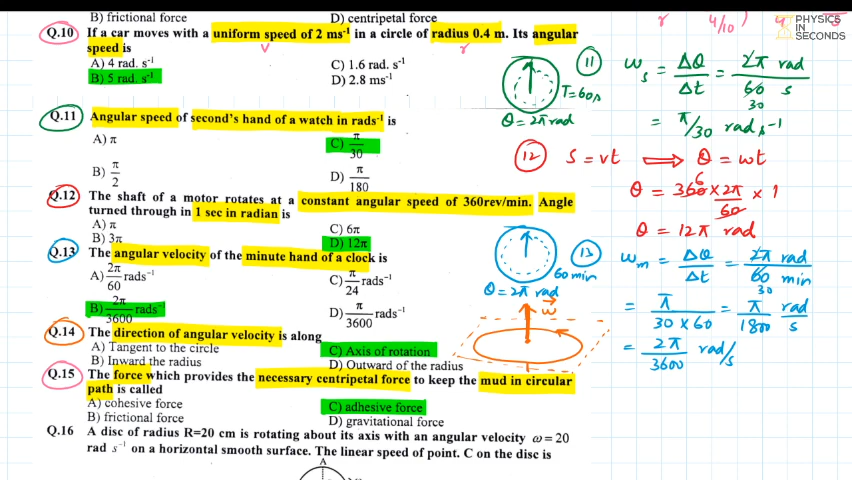 B) frictional force D) centripetal force
Q.10 If a car moves with a uniform speed of 2 ms⁻¹ in a circle of radius 0.4 m. Its angular
speed is
v r
A) 4 rad. s⁻¹ C) 1.6 rad. s⁻¹
B) 5 rad. s⁻¹ D) 2.8 ms⁻¹
Q.11 Angular speed of second's hand of a watch in rads⁻¹ is
A) π C) π/30
B) π/2 D) π/180
Q.12 The shaft of a motor rotates at a constant angular speed of 360rev/min. Angle
turned through in 1 sec in radian is
A) π C) 6π
B) 3π D) 12π
Q.13 The angular velocity of the minute hand of a clock is
A) 2π/60 rads⁻¹ C) π/24 rads⁻¹
B) 2π/3600 rads⁻¹ D) π/3600 rads⁻¹
Q.14 The direction of angular velocity is along
A) Tangent to the circle C) Axis of rotation
B) Inward the radius D) Outward of the radius
Q.15 The force which provides the necessary centripetal force to keep the mud in circular
path is called
A) cohesive force C) adhesive force
B) frictional force D) gravitational force
Q.16 A disc of radius R=20 cm is rotating about its axis with an angular velocity ω = 20
rad s⁻¹ on a horizontal smooth surface. The linear speed of point. C on the disc is
A
r 4/10 4
PHYSICS
IN
SECONDS
11
T=60s
θ = 2π rad
ω s = Δθ/Δt = 2π rad / 60 s
30
= π/30 rad s⁻¹
12 S = vt ⟹ θ = ωt
θ = 360 × 2π/60 × 1
6
θ = 12π rad
13
60 min
θ = 2π rad
ω m = Δθ/Δt = 2π rad / 60 min
30
= π / 30 × 60 = π/1800 rad/s
= 2π/3600 rad/s
ω